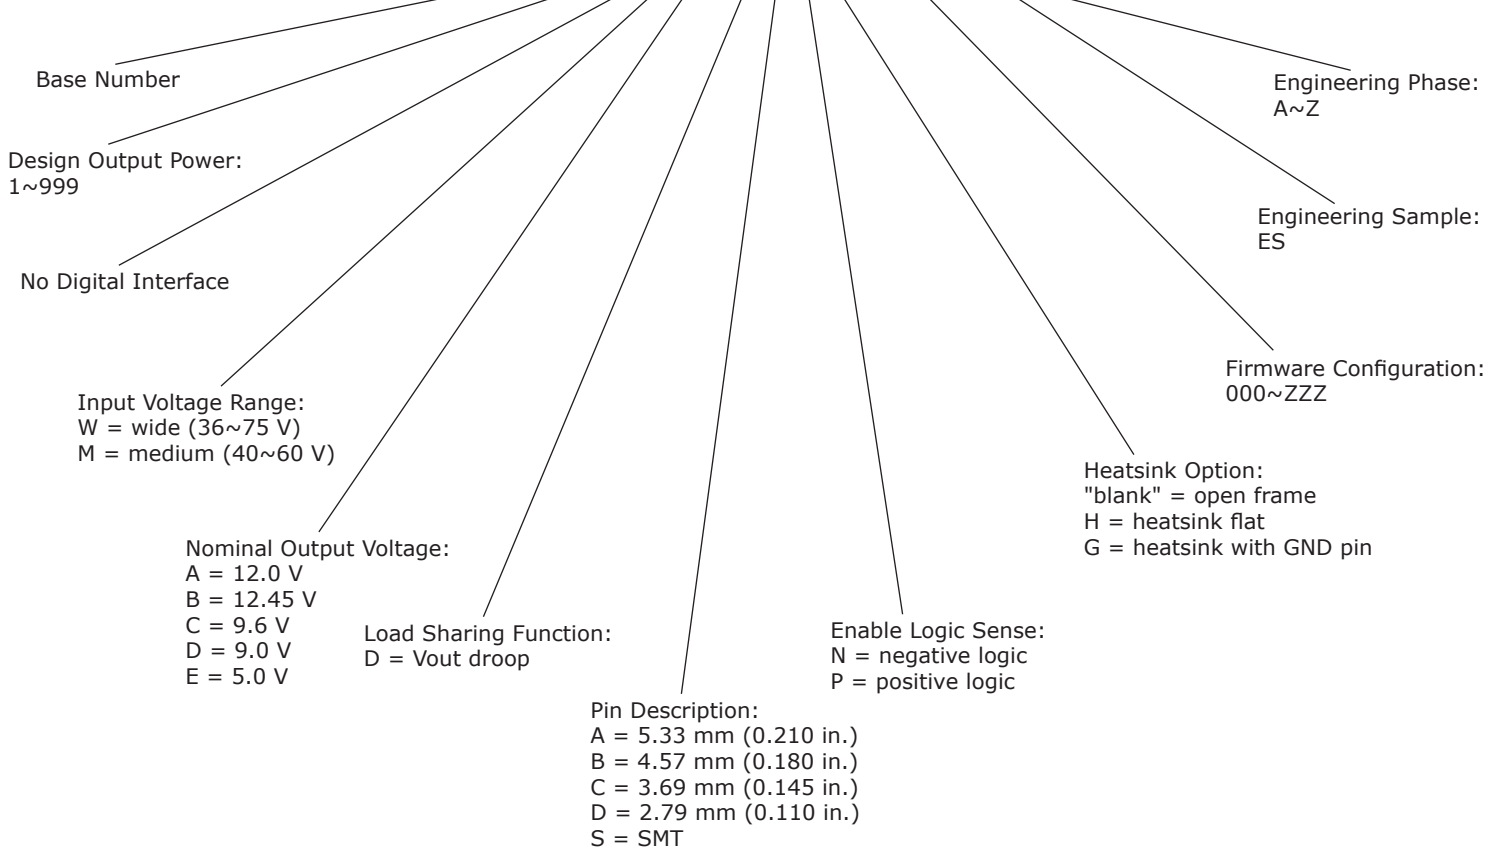 Base Number
Design Output Power:
1~999
No Digital Interface
Input Voltage Range:
W = wide (36~75 V)
M = medium (40~60 V)
Nominal Output Voltage:
A = 12.0 V
B = 12.45 V
C = 9.6 V
D = 9.0 V
E = 5.0 V
Load Sharing Function:
D = Vout droop
Pin Description:
A = 5.33 mm (0.210 in.)
B = 4.57 mm (0.180 in.)
C = 3.69 mm (0.145 in.)
D = 2.79 mm (0.110 in.)
S = SMT
Enable Logic Sense:
N = negative logic
P = positive logic
Heatsink Option:
"blank" = open frame
H = heatsink flat
G = heatsink with GND pin
Firmware Configuration:
000~ZZZ
Engineering Sample:
ES
Engineering Phase:
A~Z